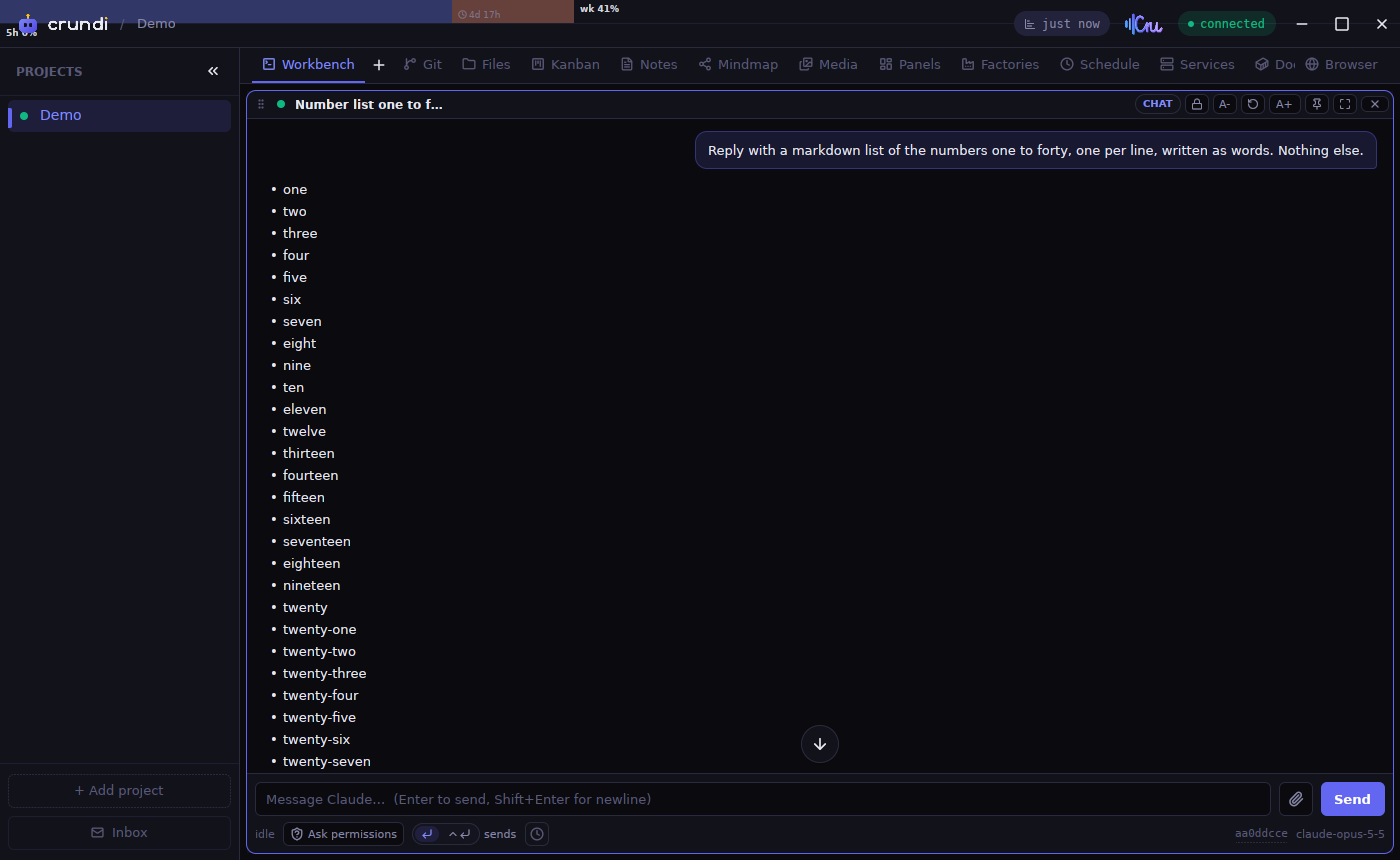 wk 41%
4d 17h
5h 6%
crundi / Demo
just now
Cru
connected
PROJECTS
Workbench
Git
Files
Kanban
Notes
Mindmap
Media
Panels
Factories
Schedule
Services
Do
Browser
Demo
Number list one to f...
CHAT
A-
A+
Reply with a markdown list of the numbers one to forty, one per line, written as words. Nothing else.
• one
• two
• three
• four
• five
• six
• seven
• eight
• nine
• ten
• eleven
• twelve
• thirteen
• fourteen
• fifteen
• sixteen
• seventeen
• eighteen
• nineteen
• twenty
• twenty-one
• twenty-two
• twenty-three
• twenty-four
• twenty-five
• twenty-six
• twenty-seven
+ Add project
Inbox
Message Claude... (Enter to send, Shift+Enter for newline)
Send
idle
Ask permissions
sends
aa0ddcce
claude-opus-5-5